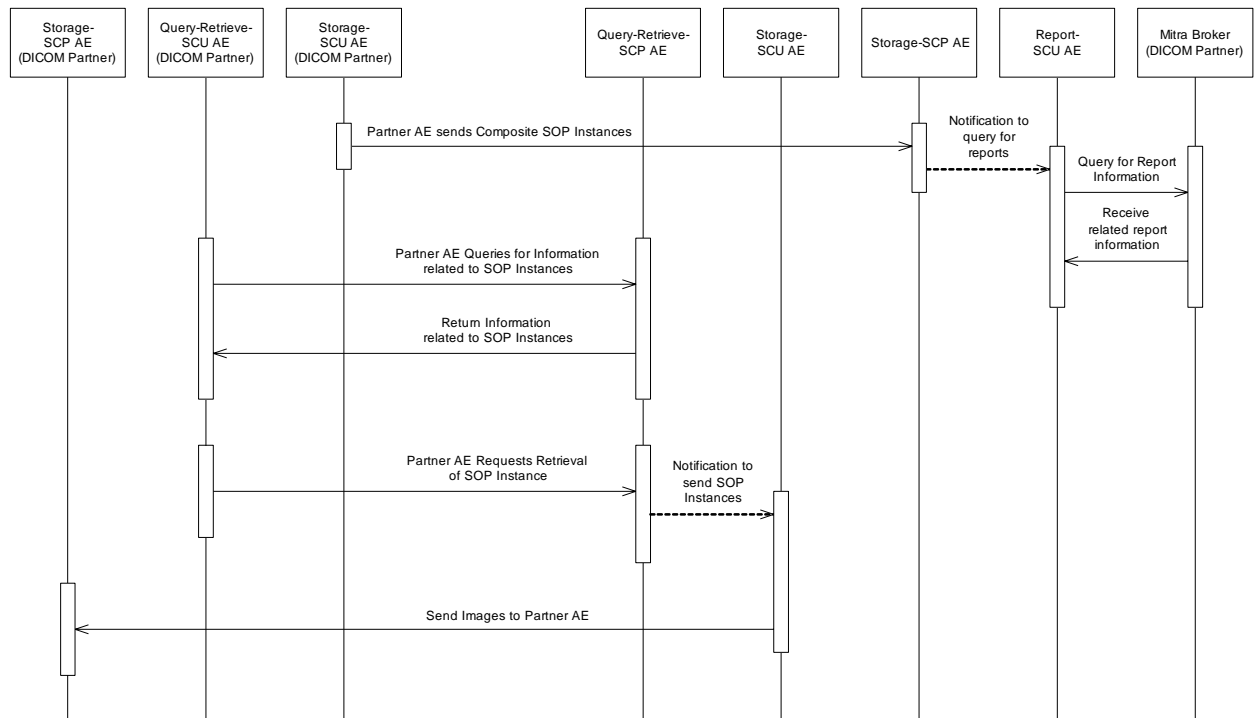 Storage-
SCP AE
(DICOM Partner)
Query-Retrieve-
SCU AE
(DICOM Partner)
Storage-
SCU AE
(DICOM Partner)
Query-Retrieve-
SCP AE
Storage-
SCU AE
Storage-SCP AE
Report-
SCU AE
Mitra Broker
(DICOM Partner)
Partner AE sends Composite SOP Instances
Notification to
query for
reports
Query for Report
Information
Receive
related report
information
Partner AE Queries for Information
related to SOP Instances
Return Information
related to SOP Instances
Partner AE Requests Retrieval
of SOP Instance
Notification to
send SOP
Instances
Send Images to Partner AE